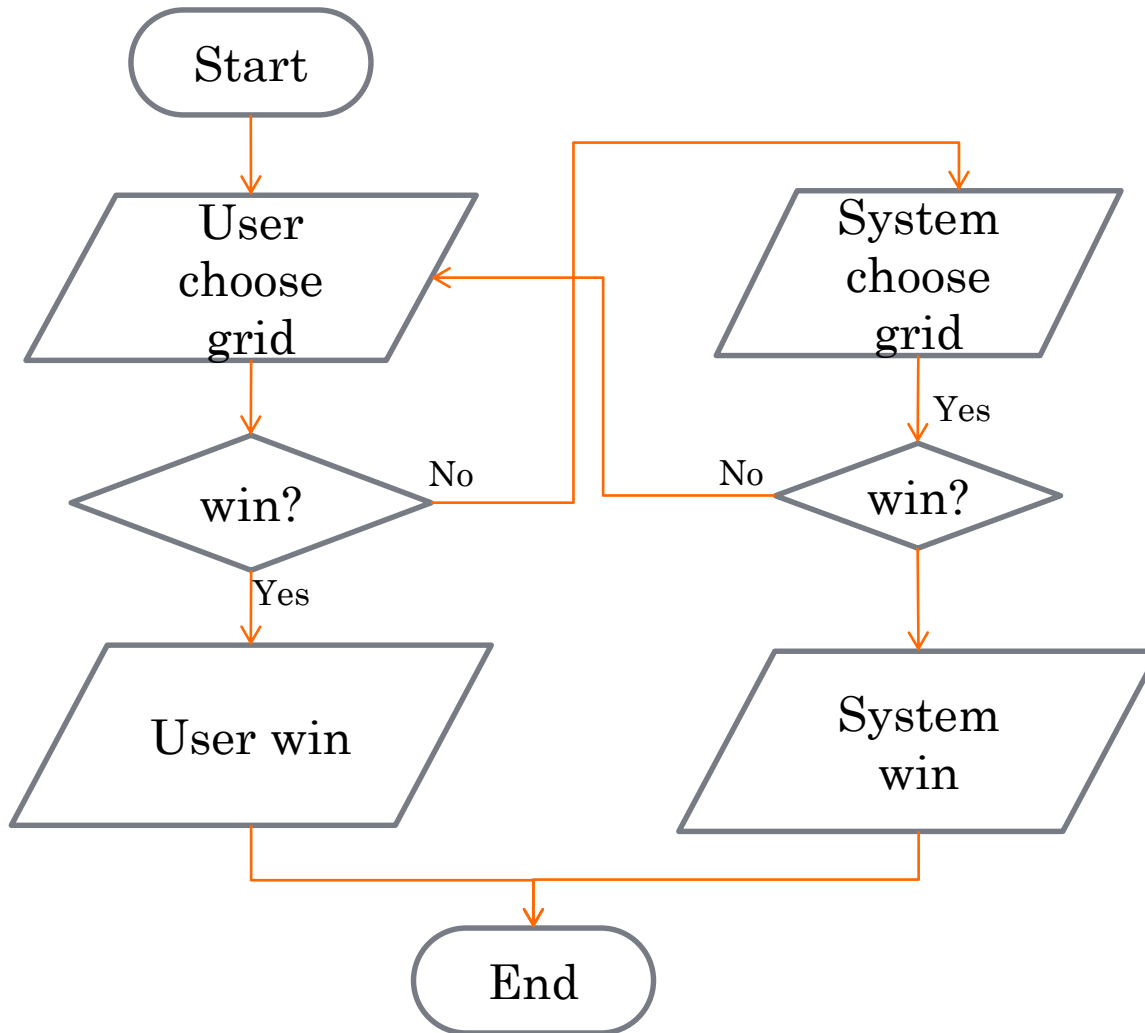 Start
User
choose
grid
System
choose
grid
Yes
No
No
win?
win?
Yes
User win
System
win
End